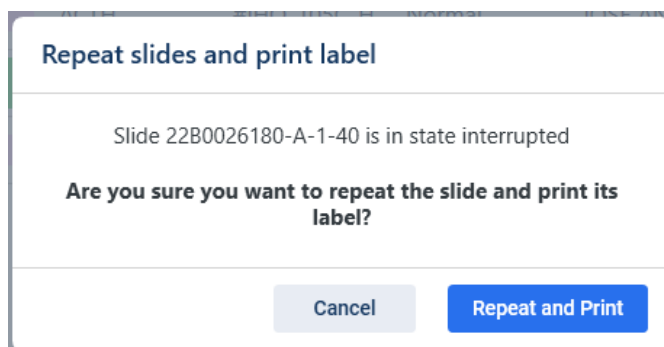 Repeat slides and print label
Slide 22B0026180-A-1-40 is in state interrupted
Are you sure you want to repeat the slide and print its
label?
Cancel
Repeat and Print